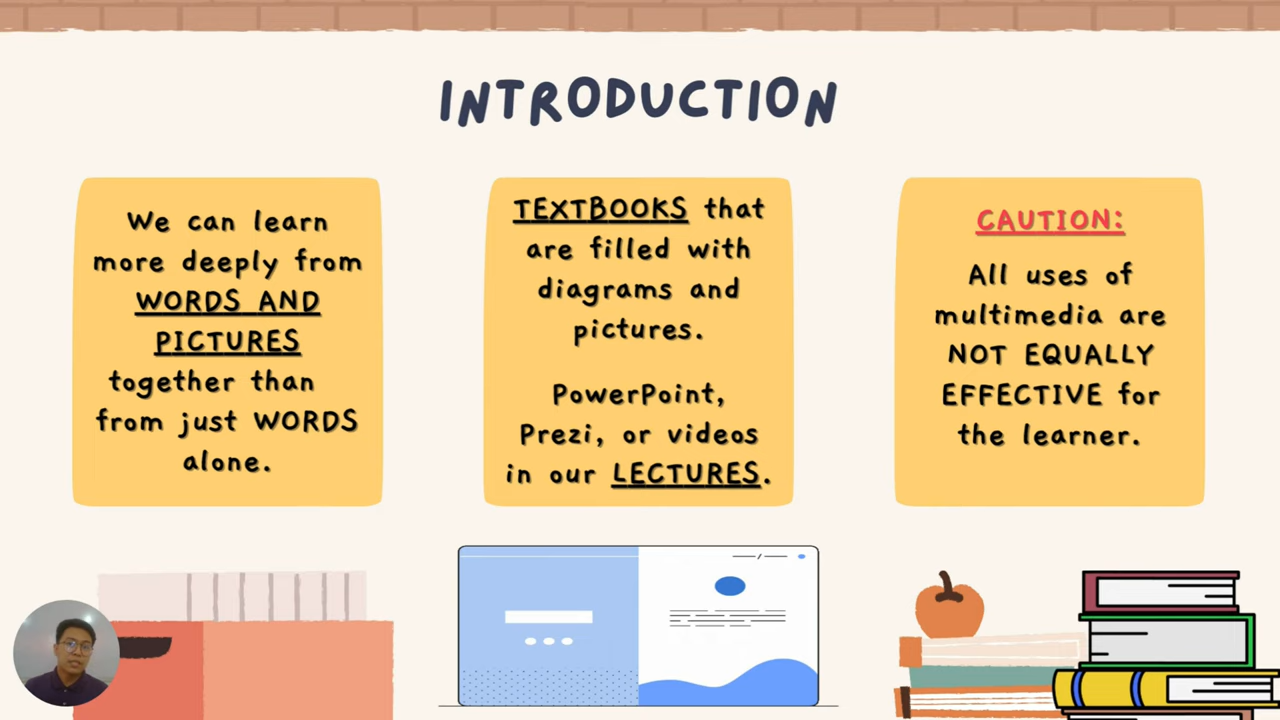 INTRODUCTION
We can learn
more deeply from
WORDS AND
PICTURES
together than
from just WORDS
alone.
TEXTBOOKS that
are filled with
diagrams and
pictures.
PowerPoint,
Prezi, or videos
in our LECTURES.
CAUTION:
All uses of
multimedia are
NOT EQUALLY
EFFECTIVE for
the learner.